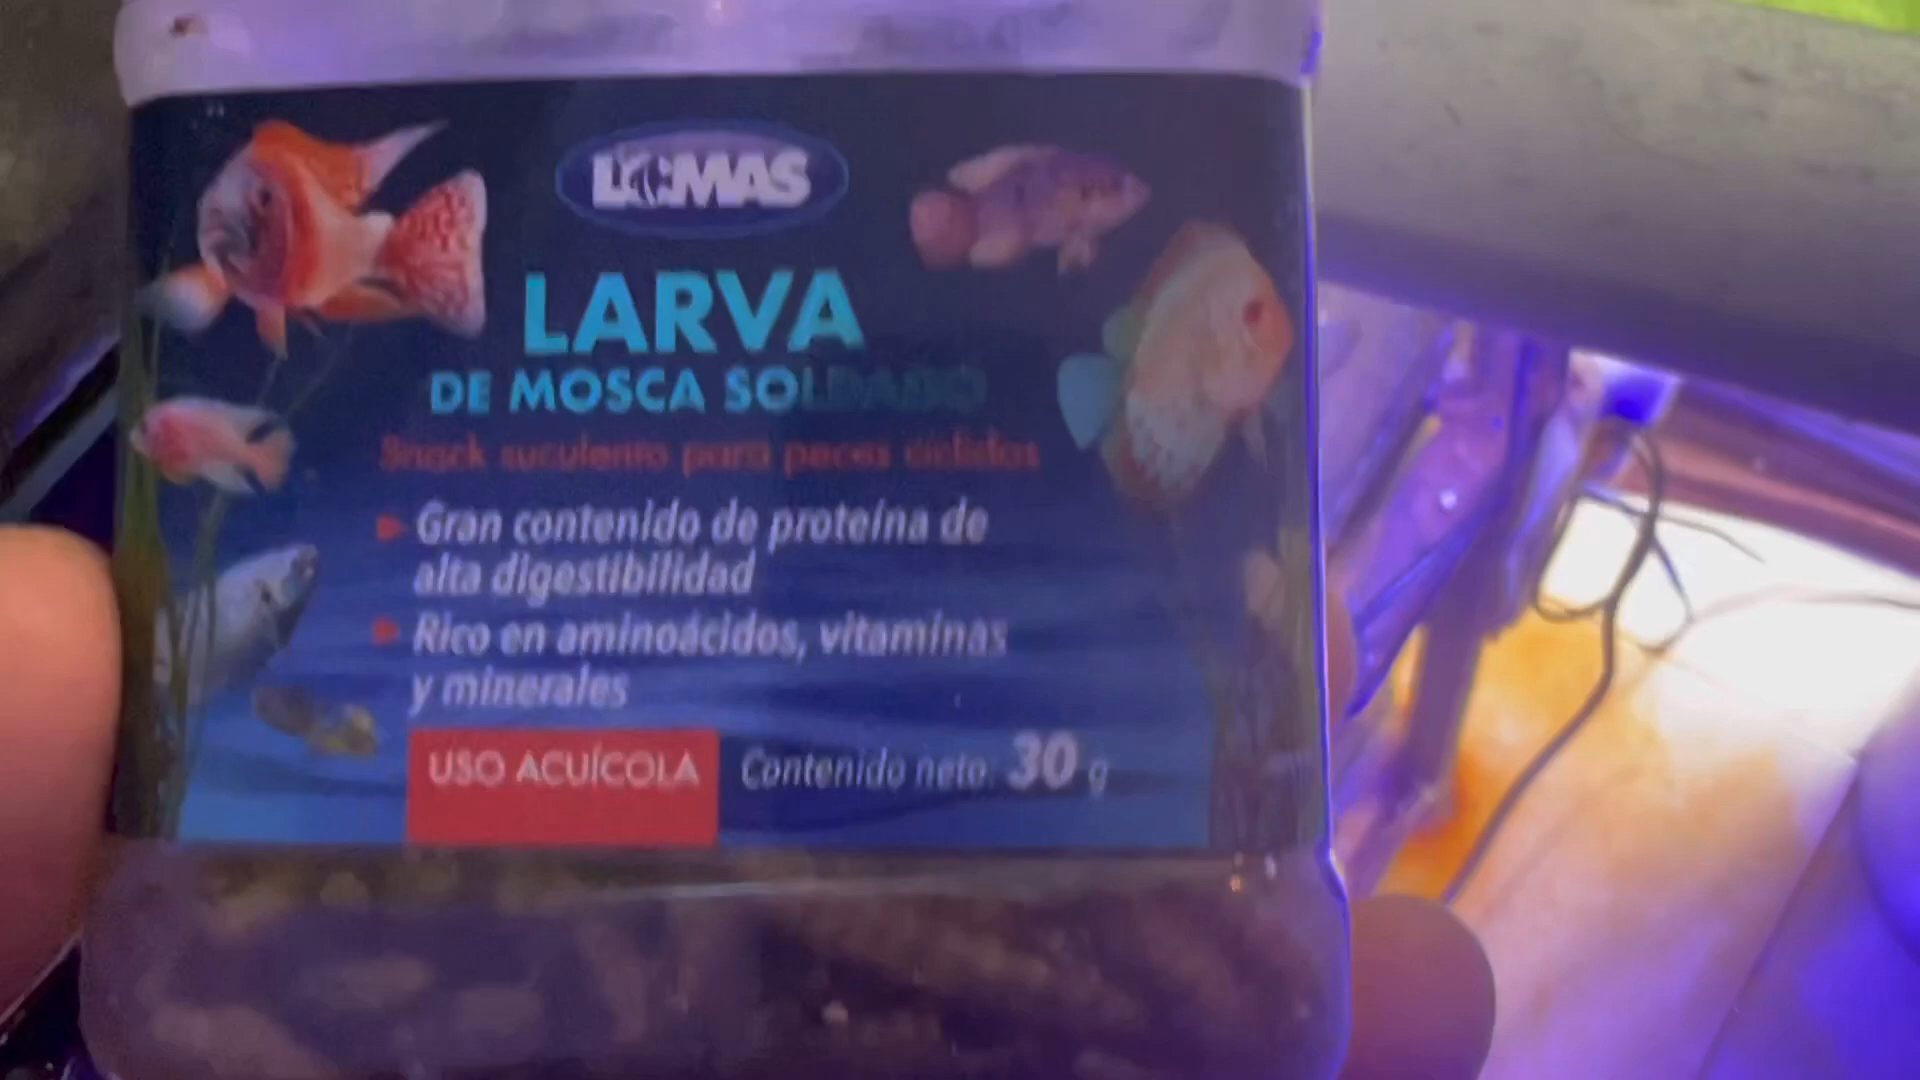 LOMAS
LARVA
DE MOSCA SOLDADO
Snack suculento para peces cíclidos
Gran contenido de proteína de
alta digestibilidad
Rico en aminoácidos, vitaminas
y minerales
USO ACUÍCOLA
Contenido neto: 30 g